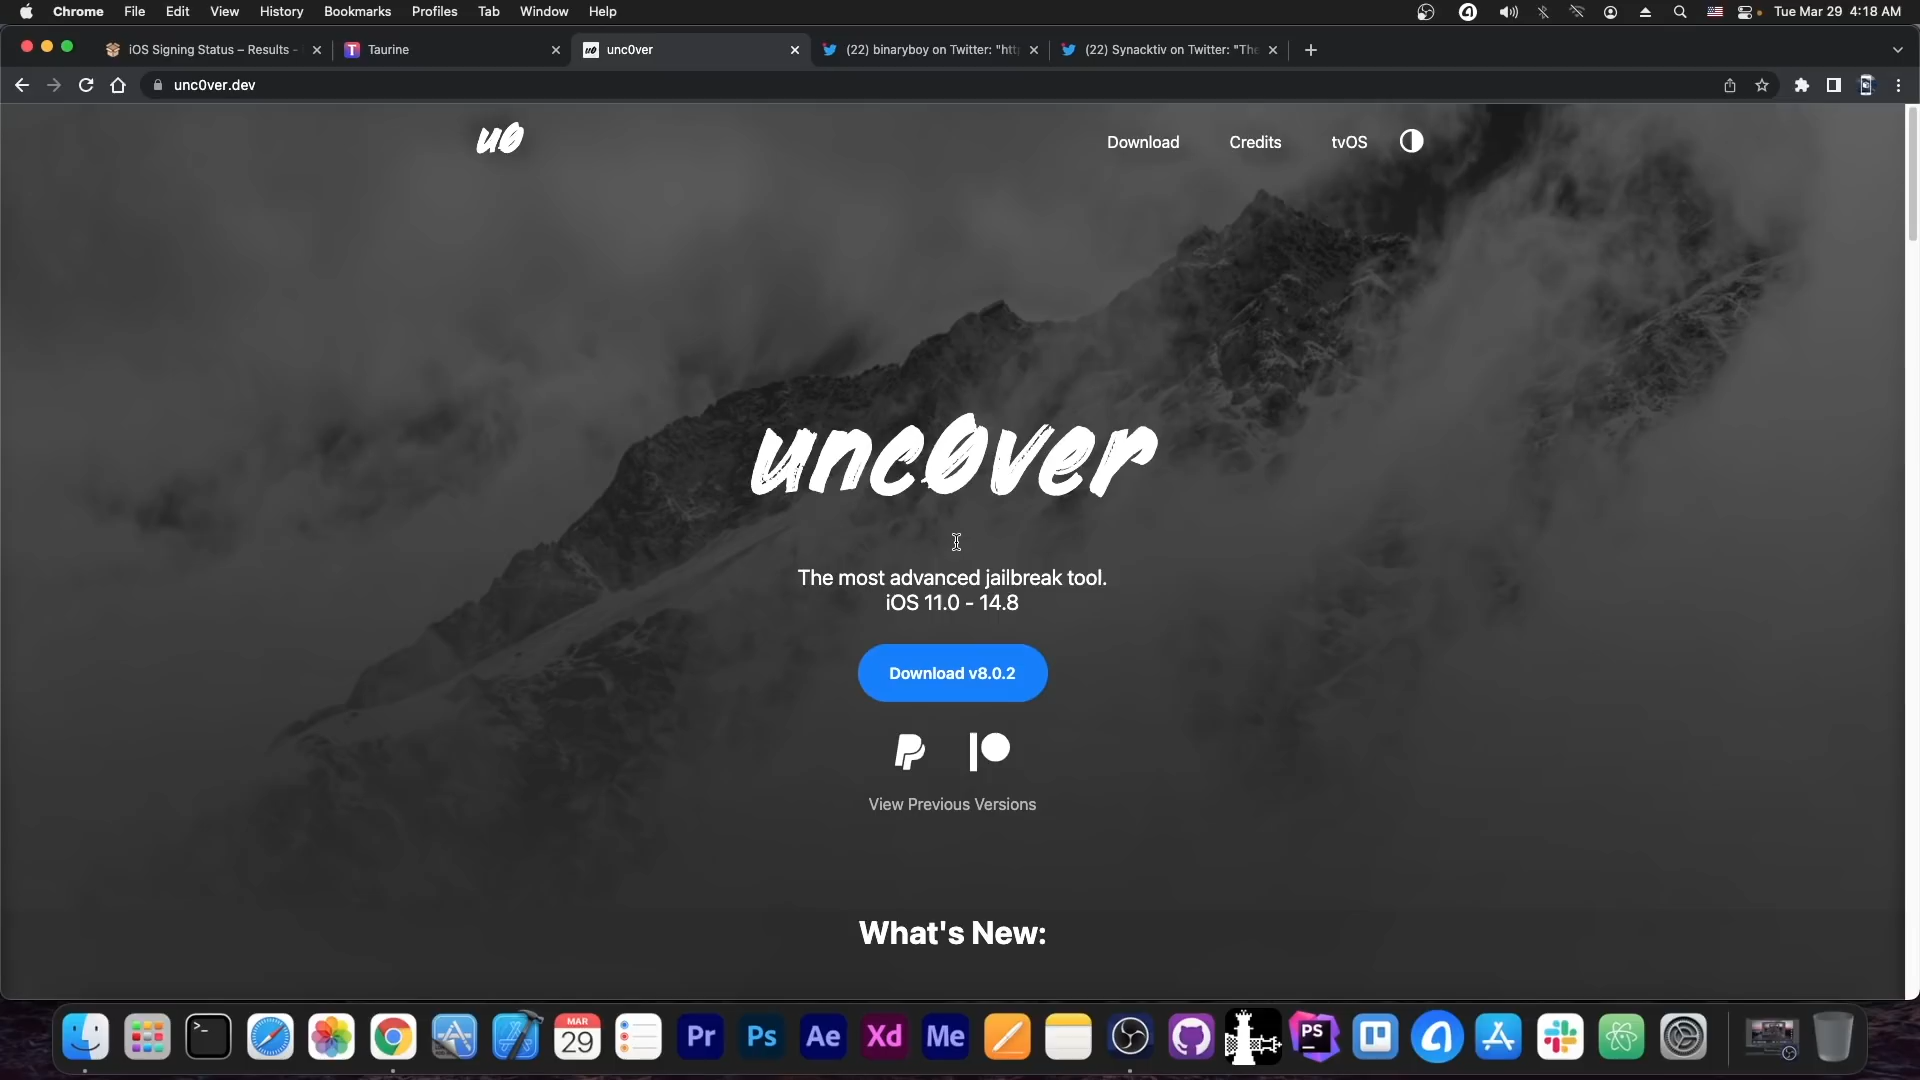 Chrome File Edit View History Bookmarks Profiles Tab Window Help Tue Mar 29 4:18 AM
iOS Signing Status – Results - Taurine unc0ver (22) binaryboy on Twitter: "htt (22) Synacktiv on Twitter: "The
unc0ver.dev
u0 Download Credits tvOS
unc0ver
The most advanced jailbreak tool.
iOS 11.0 - 14.8
Download v8.0.2
View Previous Versions
What's New:
MAR
29
Pr Ps Ae Xd Me PS